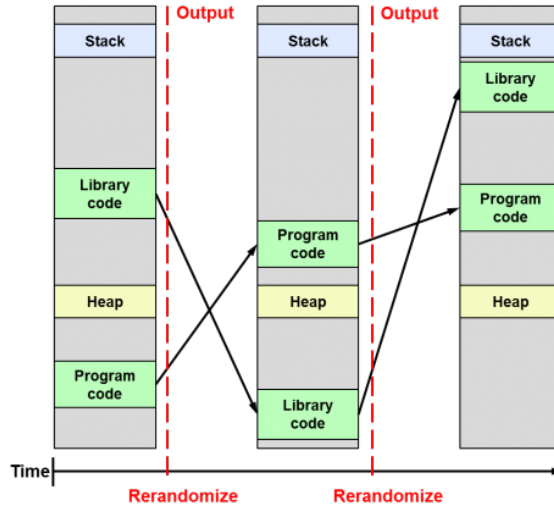 Output
Output
Stack
Stack
Stack
Library
code
Library
code
Program
code
Program
code
Heap
Heap
Heap
Program
code
Library
code
Time
Rerandomize
Rerandomize